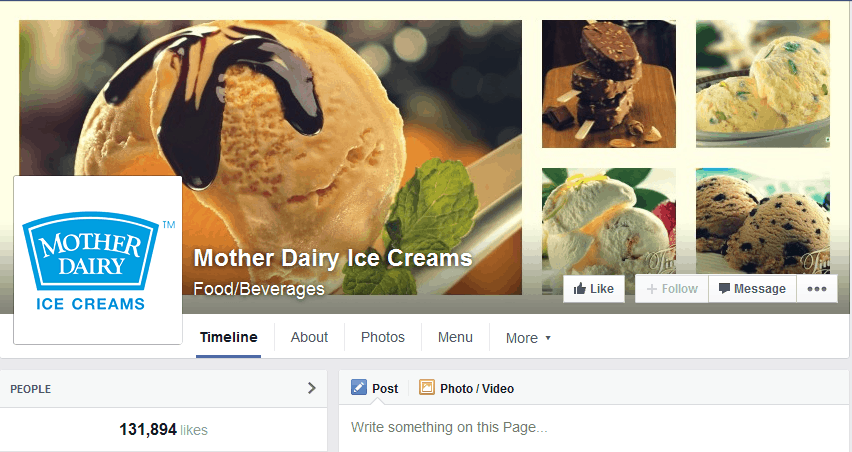 MOTHER
DAIRY
TM
ICE CREAMS
Mother Dairy Ice Creams
Food/Beverages
Like
Follow
Message
Timeline
About
Photos
Menu
More
PEOPLE
131,894 likes
Post
Photo / Video
Write something on this Page...